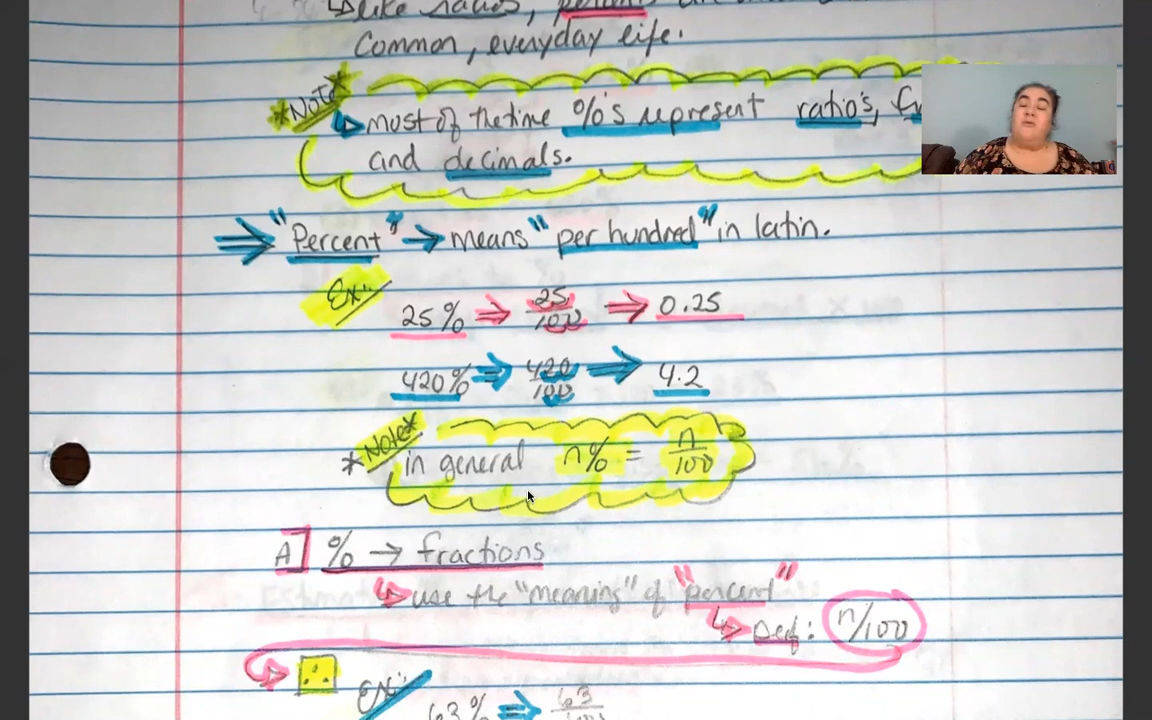 ↳like ratios,
Common, everyday life.
*Note*
↳most of the time %'s represent ratio's,
and decimals.
⇒ "Percent" → means "per hundred" in latin.
Ex:
25% ⇒ 25/100 ⇒ 0.25
420% ⇒ 420/100 ⇒ 4.2
*Note*
in general n% = n/100
A] % → fractions
↳ use the "meaning" of "percent"
↳ Def: n/100
∴ Ex:
63% ⇒ 63/100